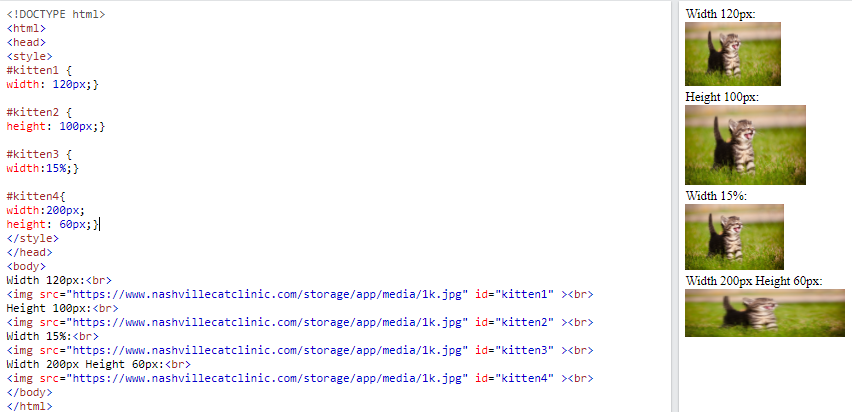 <!DOCTYPE html>
<html>
<head>
<style>
#kitten1 {
width: 120px;}

#kitten2 {
height: 100px;}

#kitten3 {
width:15%;}

#kitten4{
width:200px;
height: 60px;}
</style>
</head>
<body>
Width 120px:<br>
<img src="https://www.nashvillecatclinic.com/storage/app/media/1k.jpg" id="kitten1" ><br>
Height 100px:<br>
<img src="https://www.nashvillecatclinic.com/storage/app/media/1k.jpg" id="kitten2" ><br>
Width 15%:<br>
<img src="https://www.nashvillecatclinic.com/storage/app/media/1k.jpg" id="kitten3" ><br>
Width 200px Height 60px:<br>
<img src="https://www.nashvillecatclinic.com/storage/app/media/1k.jpg" id="kitten4" ><br>
</body>
</html>
Width 120px:
Height 100px:
Width 15%:
Width 200px Height 60px: